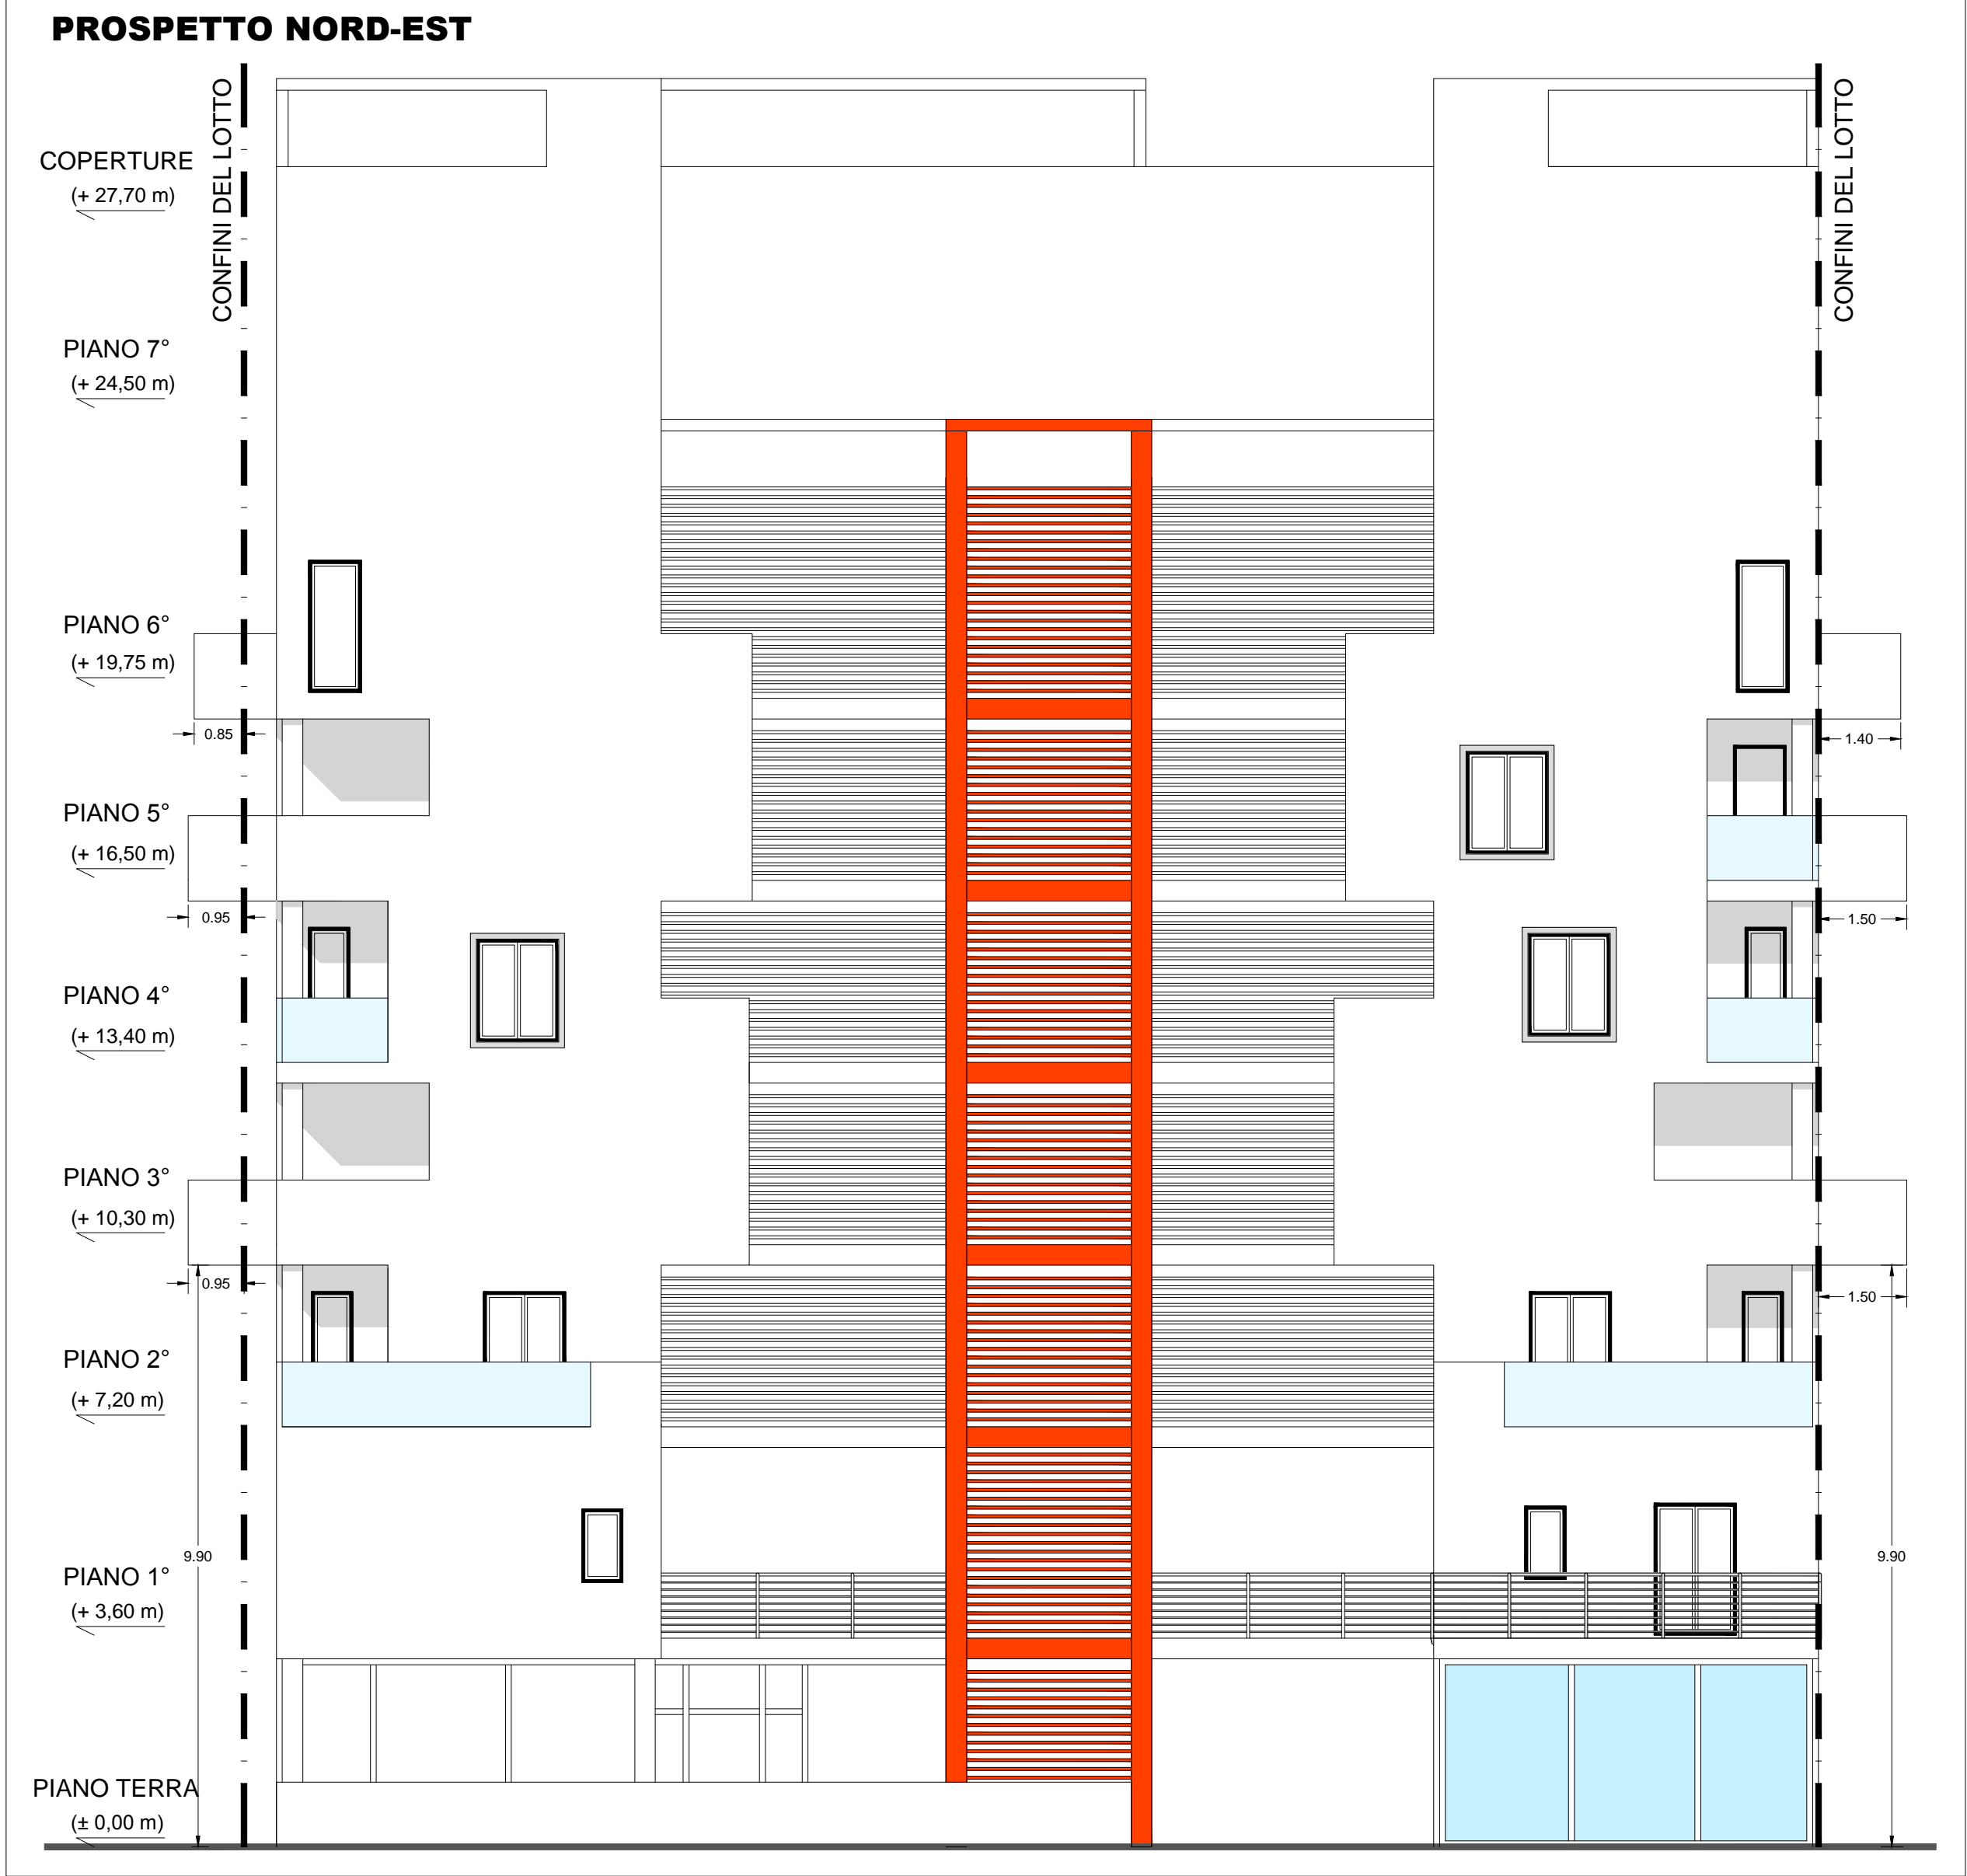 PROSPETTO NORD-EST
CONFINI DEL LOTTO
CONFINI DEL LOTTO
COPERTURE
(+ 27,70 m)
PIANO 7°
(+ 24,50 m)
PIANO 6°
(+ 19,75 m)
0.85
1.40
PIANO 5°
(+ 16,50 m)
0.95
1.50
PIANO 4°
(+ 13,40 m)
PIANO 3°
(+ 10,30 m)
0.95
1.50
PIANO 2°
(+ 7,20 m)
9.90
9.90
PIANO 1°
(+ 3,60 m)
PIANO TERRA
(± 0,00 m)